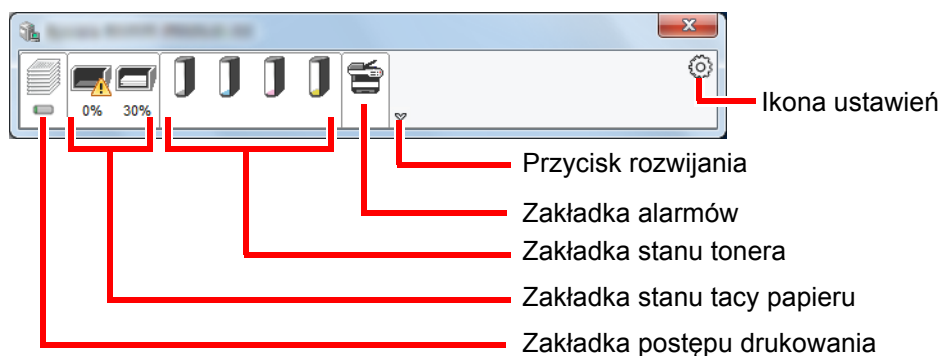 0% 30%
Ikona ustawień
Przycisk rozwijania
Zakładka alarmów
Zakładka stanu tonera
Zakładka stanu tacy papieru
Zakładka postępu drukowania